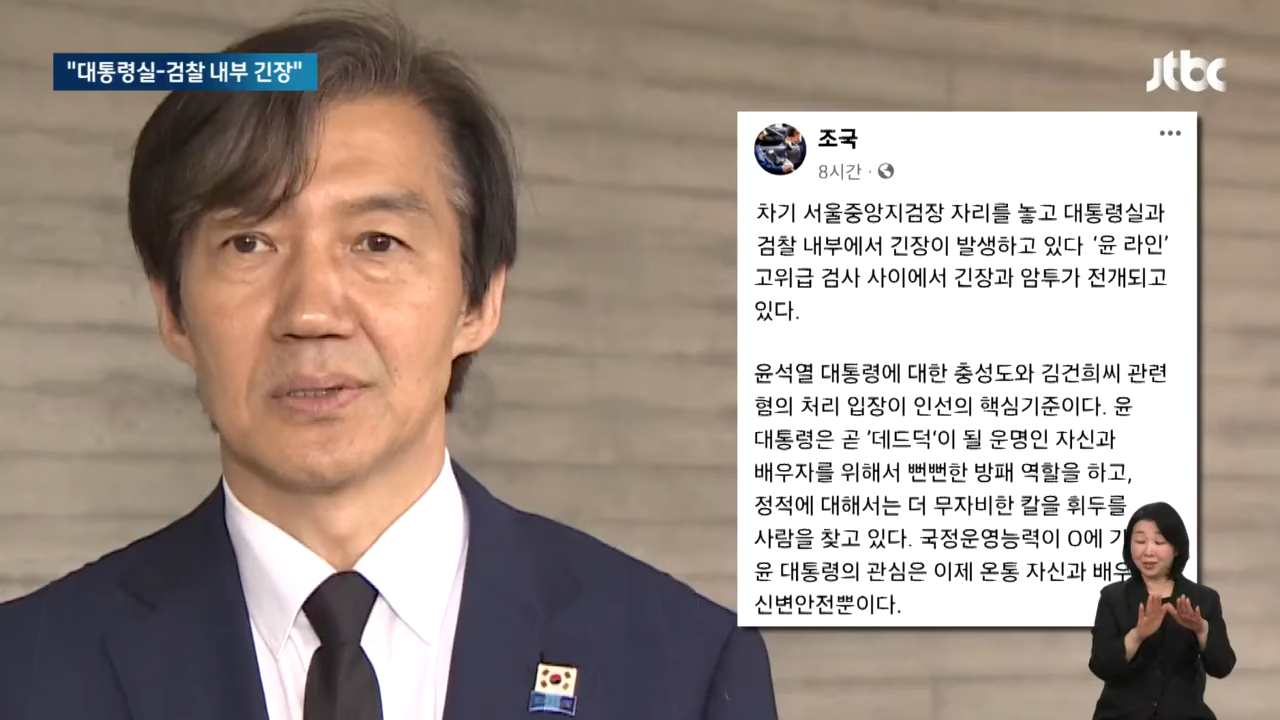 "대통령실-검찰 내부 긴장"
jtbc
조국
8시간 ·
차기 서울중앙지검장 자리를 놓고 대통령실과
검찰 내부에서 긴장이 발생하고 있다 '윤 라인'
고위급 검사 사이에서 긴장과 암투가 전개되고
있다.
윤석열 대통령에 대한 충성도와 김건희씨 관련
혐의 처리 입장이 인선의 핵심기준이다. 윤
대통령은 곧 '데드덕'이 될 운명인 자신과
배우자를 위해서 뻔뻔한 방패 역할을 하고,
정적에 대해서는 더 무자비한 칼을 휘두를
사람을 찾고 있다. 국정운영능력이 0에
윤 대통령의 관심은 이제 온통 자신과
신변안전뿐이다.